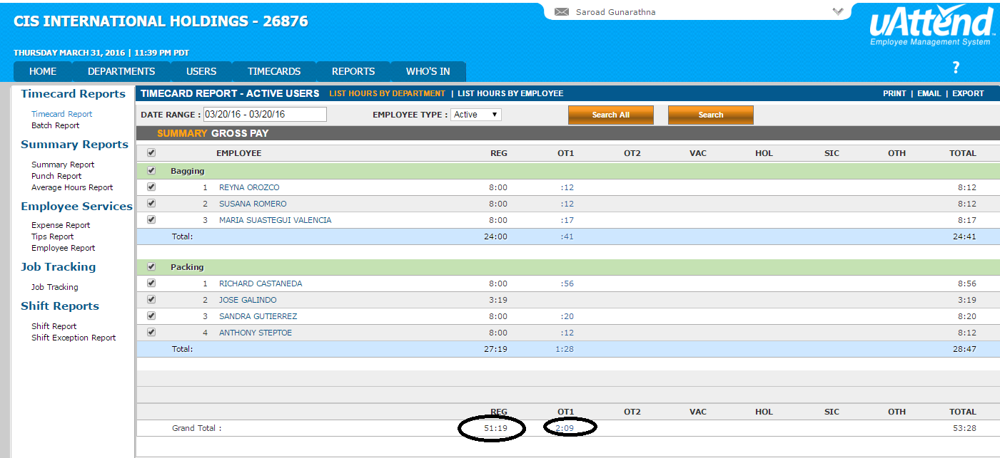 CIS INTERNATIONAL HOLDINGS - 26876
Saroad Gunarathna
uAttend
Employee Management System
THURSDAY MARCH 31, 2016 | 11:39 PM PDT
HOME DEPARTMENTS USERS TIMECARDS REPORTS WHO'S IN ?
Timecard Reports
Timecard Report
Batch Report
Summary Reports
Summary Report
Punch Report
Average Hours Report
Employee Services
Expense Report
Tips Report
Employee Report
Job Tracking
Job Tracking
Shift Reports
Shift Report
Shift Exception Report
TIMECARD REPORT - ACTIVE USERS LIST HOURS BY DEPARTMENT | LIST HOURS BY EMPLOYEE PRINT | EMAIL | EXPORT
DATE RANGE : 03/20/16 - 03/20/16 EMPLOYEE TYPE : Active Search All Search
SUMMARY GROSS PAY
EMPLOYEE REG OT1 OT2 VAC HOL SIC OTH TOTAL
Bagging
1 REYNA OROZCO 8:00 :12 8:12
2 SUSANA ROMERO 8:00 :12 8:12
3 MARIA SUASTEGUI VALENCIA 8:00 :17 8:17
Total: 24:00 :41 24:41
Packing
1 RICHARD CASTANEDA 8:00 :56 8:56
2 JOSE GALINDO 3:19 3:19
3 SANDRA GUTIERREZ 8:00 :20 8:20
4 ANTHONY STEPTOE 8:00 :12 8:12
Total: 27:19 1:28 28:47
REG OT1 OT2 VAC HOL SIC OTH TOTAL
Grand Total : 51:19 2:09 53:28